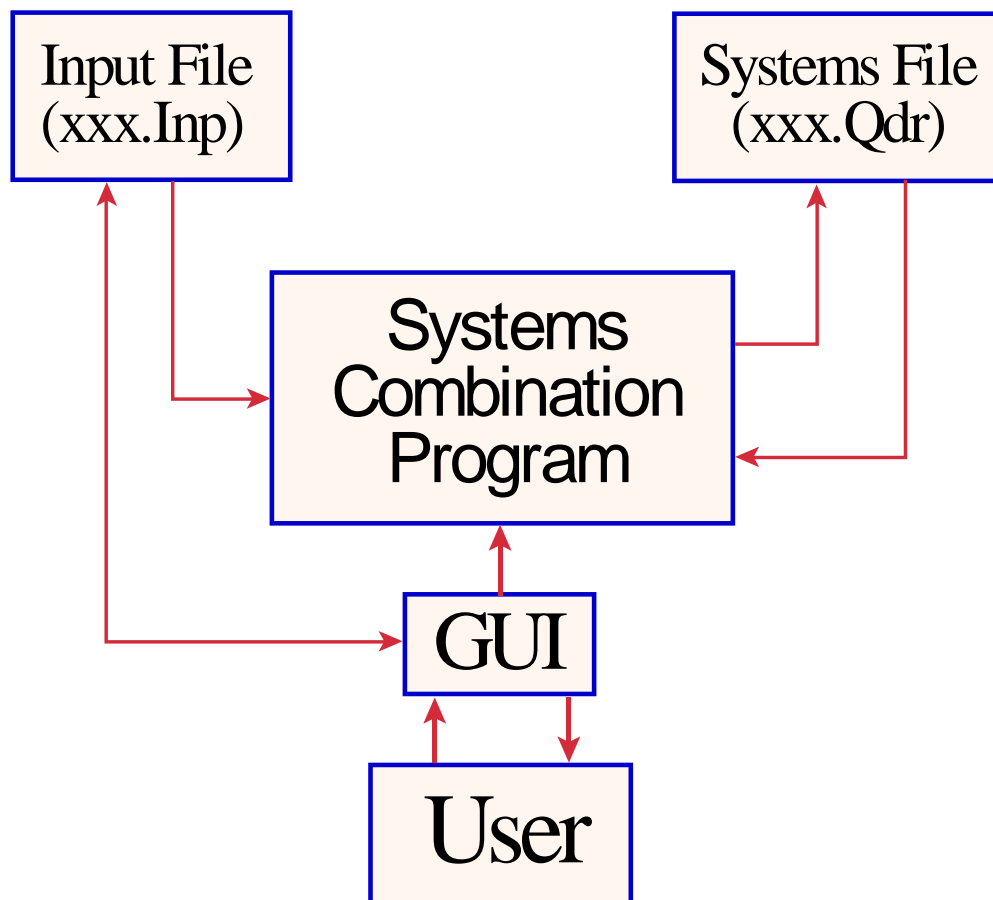 Input File
(xxx.Inp)
Systems File
(xxx.Qdr)
Systems
Combination
Program
GUI
User